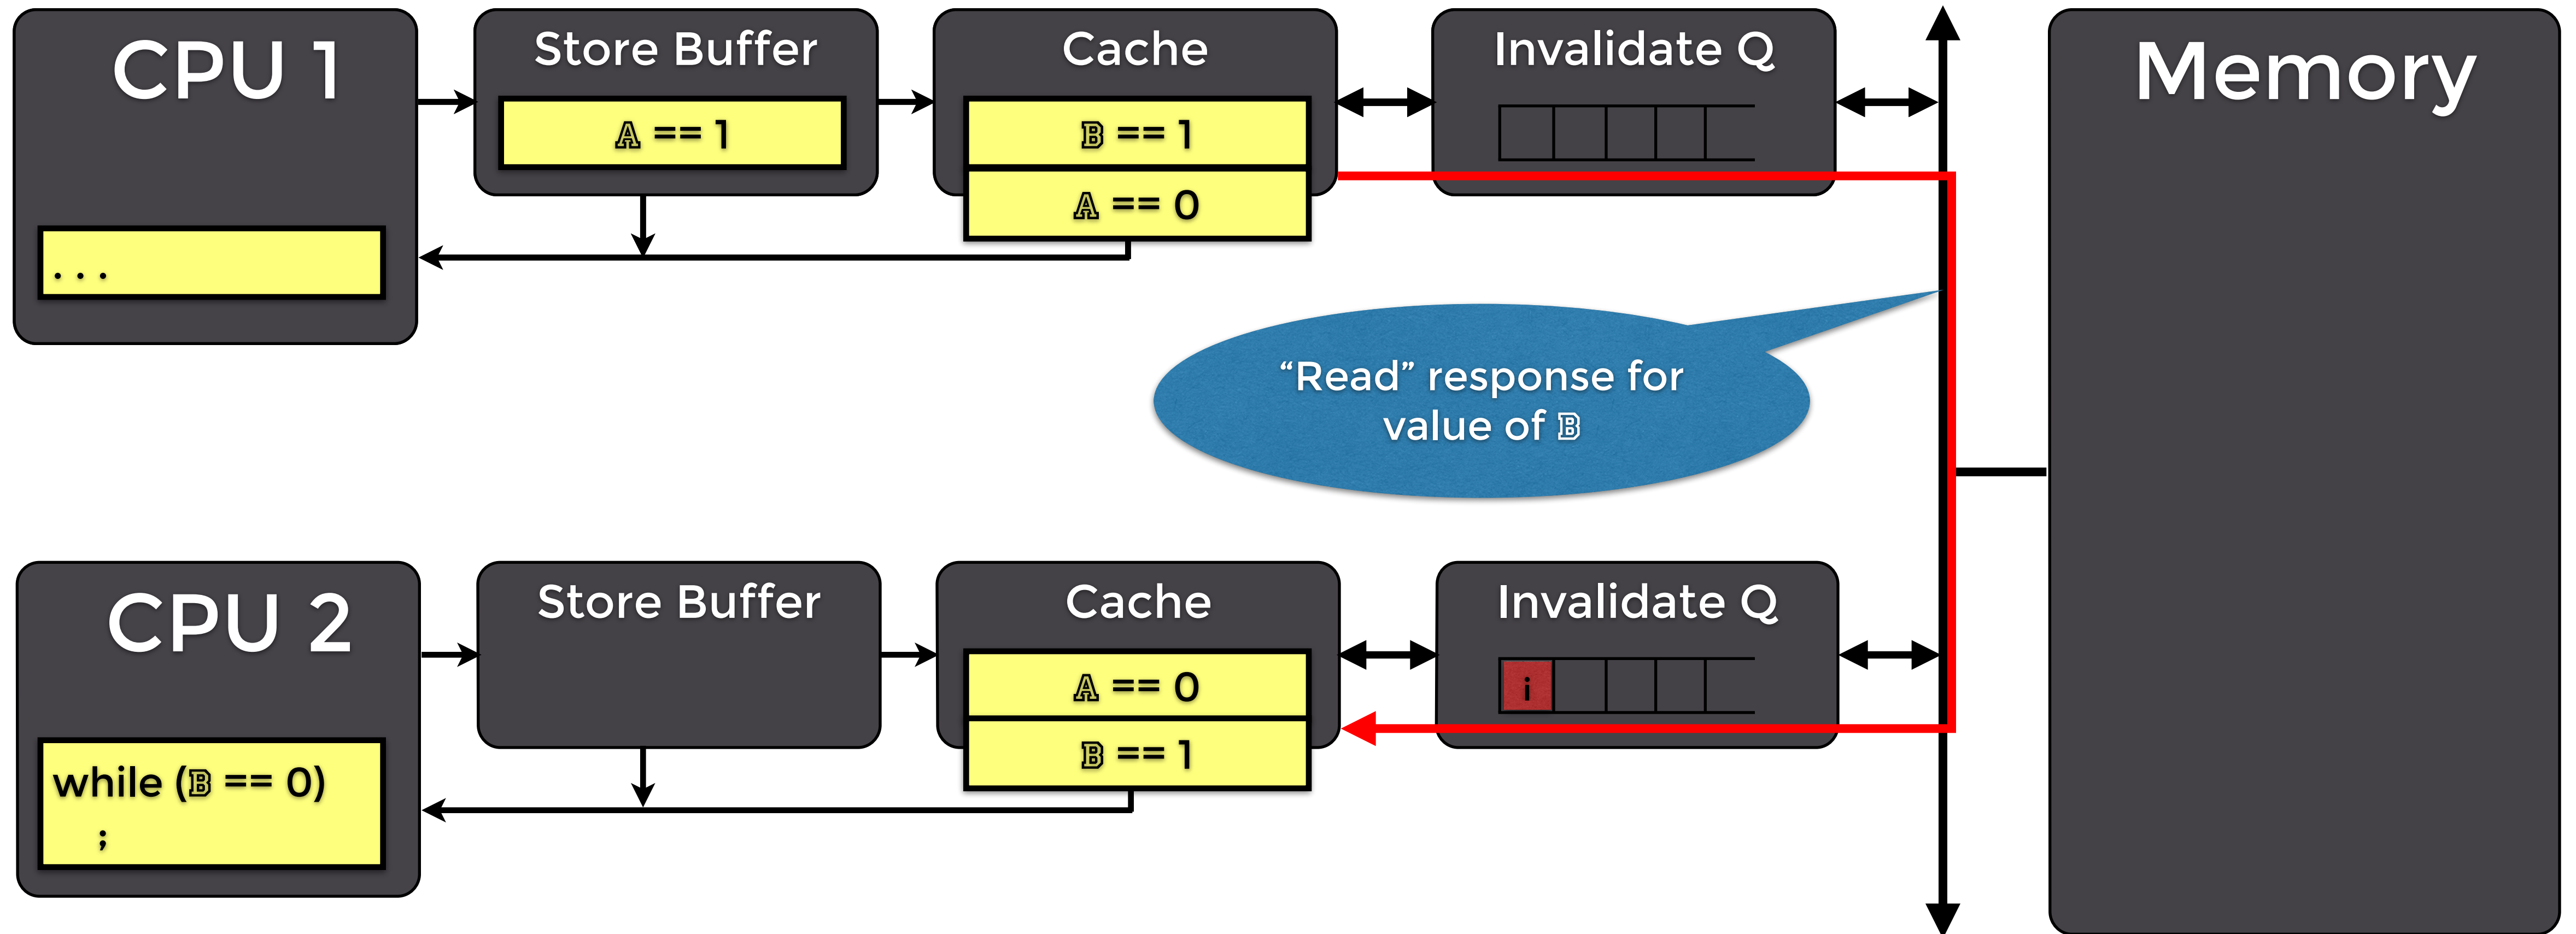 CPU 1
Store Buffer
Cache
Invalidate Q
Memory
A == 1
B == 1
A == 0
...
“Read” response for
value of B
CPU 2
Store Buffer
Cache
Invalidate Q
A == 0
i
B == 1
while (B == 0)
;